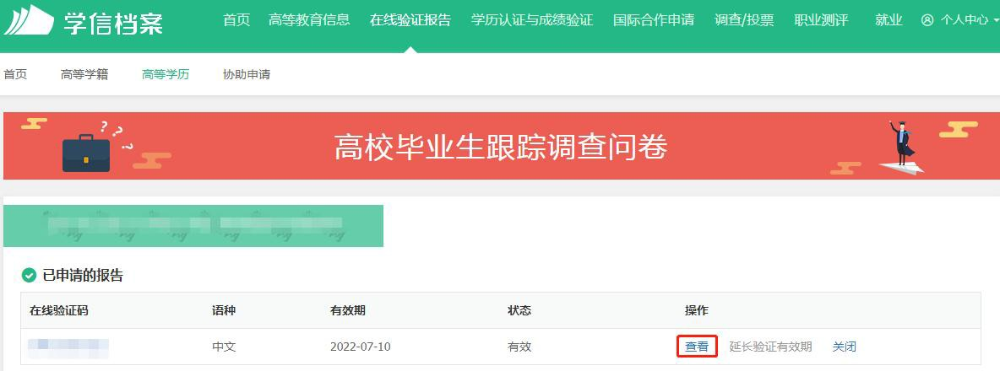 学信档案 首页 高等教育信息 在线验证报告 学历认证与成绩验证 国际合作申请 调查/投票 职业测评 就业 个人中心
首页 高等学籍 高等学历 协助申请
? ? ?
高校毕业生跟踪调查问卷
已申请的报告
在线验证码 语种 有效期 状态 操作
中文 2022-07-10 有效 查看 延长验证有效期 关闭